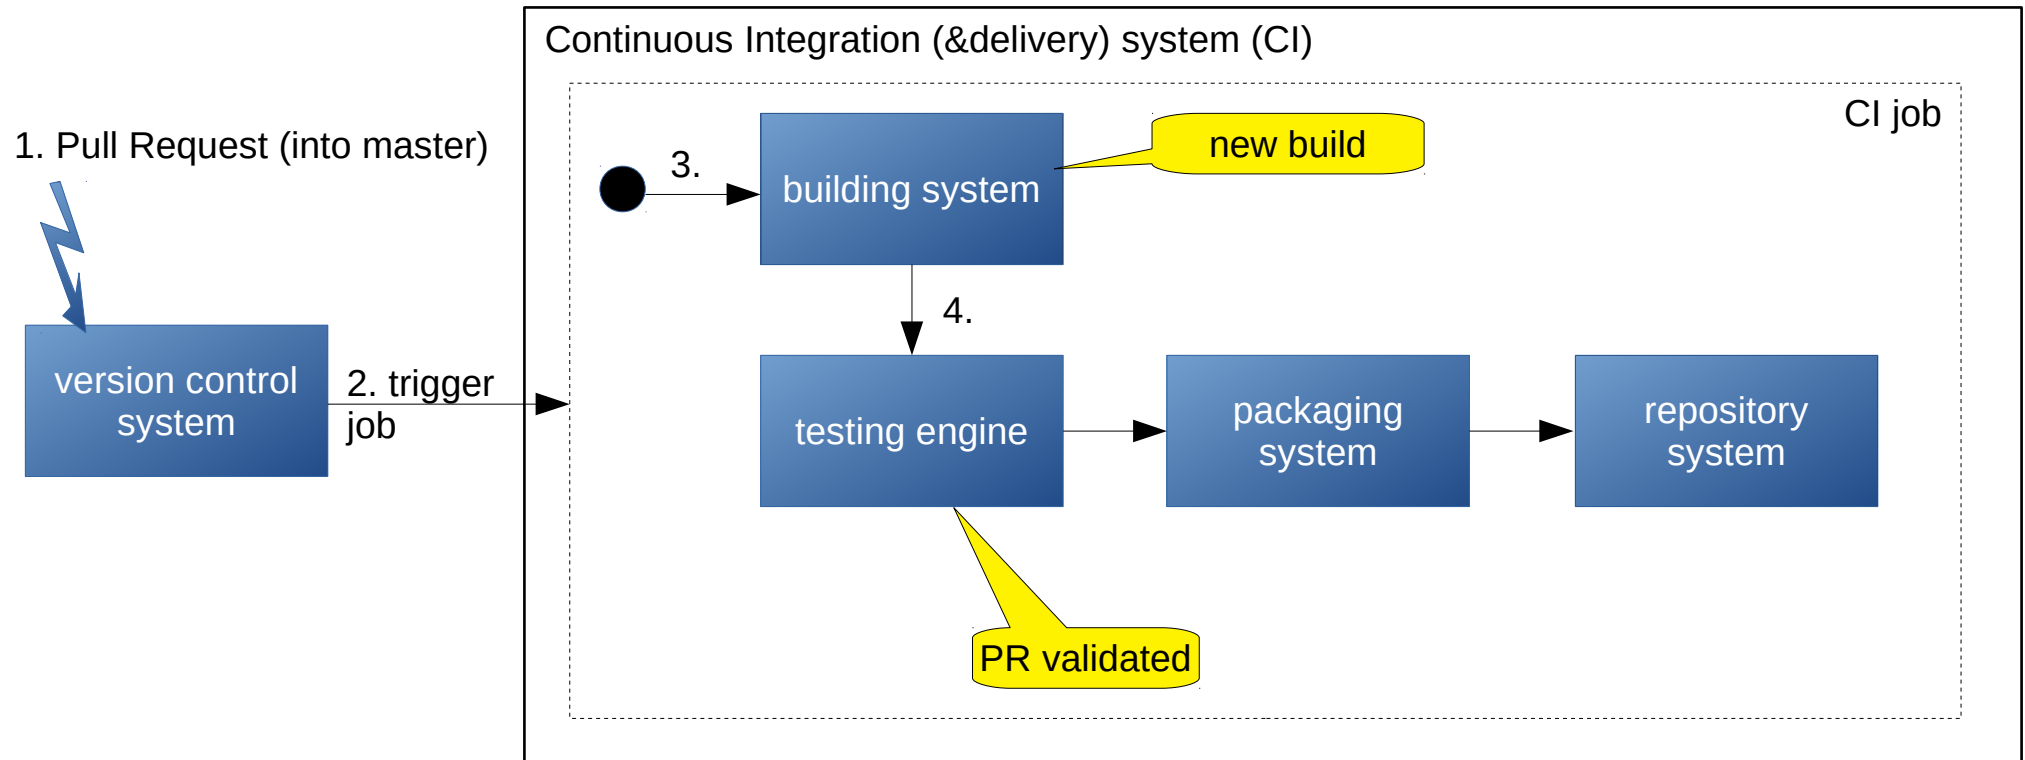 Continuous Integration (&delivery) system (CI)
CI job
1. Pull Request (into master)
new build
3.
building system
4.
version control
system
2. trigger
job
testing engine
packaging
system
repository
system
PR validated